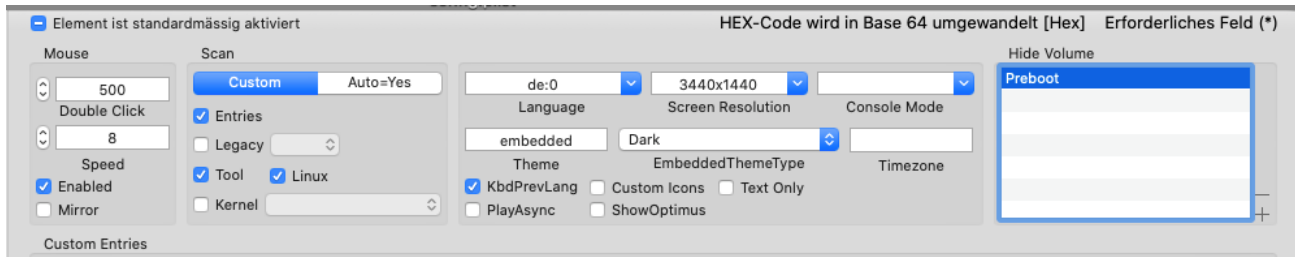 Element ist standardmässig aktiviert
HEX-Code wird in Base 64 umgewandelt [Hex] Erforderliches Feld (*)
Mouse
500
Double Click
8
Speed
Enabled
Mirror
Scan
Custom Auto=Yes
Entries
Legacy
Tool Linux
Kernel
de:0 3440x1440
Language Screen Resolution Console Mode
embedded Dark
Theme EmbeddedThemeType Timezone
KbdPrevLang Custom Icons Text Only
PlayAsync ShowOptimus
Hide Volume
Preboot
Custom Entries